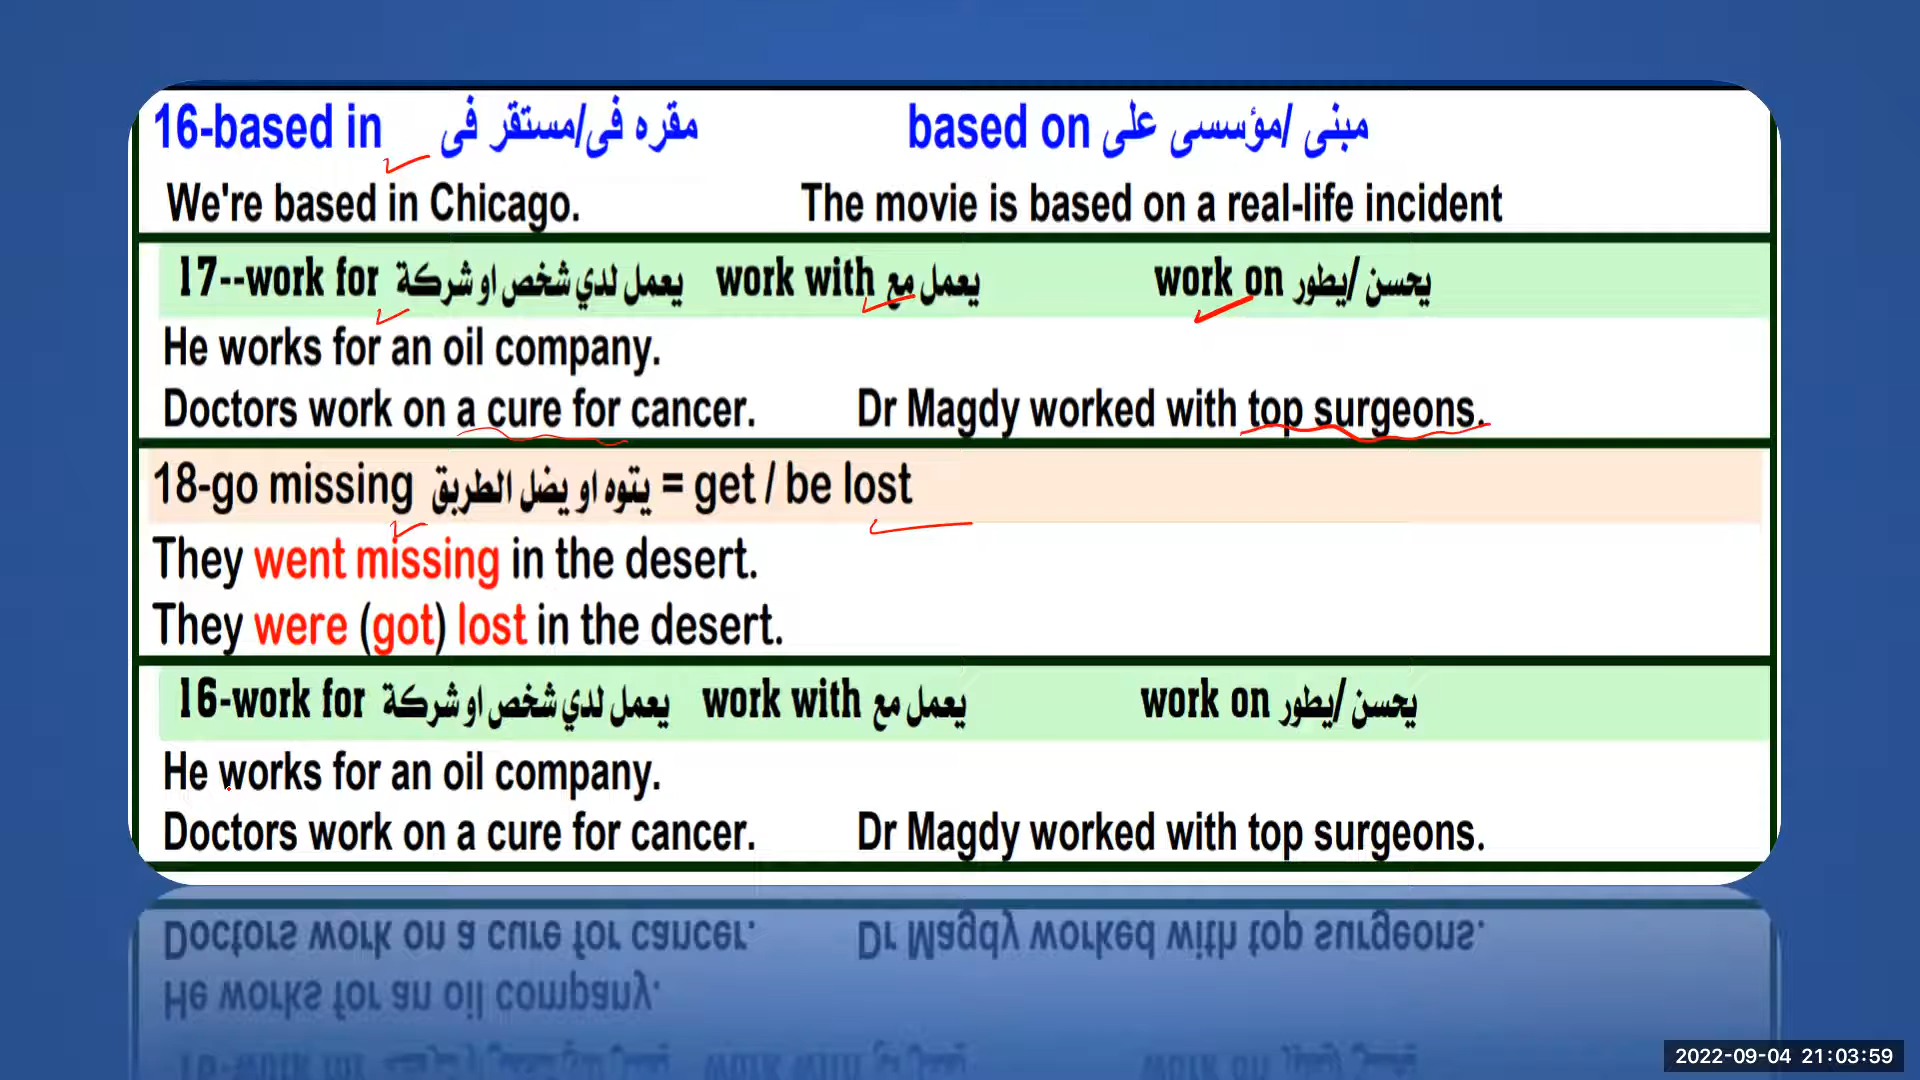 16-based in مقره فى/مستقر فى based on مبنى /مؤسسى على
We're based in Chicago. The movie is based on a real-life incident
17--work for يعمل لدي شخص او شركة work with يعمل مع work on يحسن /يطور
He works for an oil company.
Doctors work on a cure for cancer. Dr Magdy worked with top surgeons.
18-go missing يتوه او يضل الطريق = get / be lost
They went missing in the desert.
They were (got) lost in the desert.
16-work for يعمل لدي شخص او شركة work with يعمل مع work on يحسن /يطور
He works for an oil company.
Doctors work on a cure for cancer. Dr Magdy worked with top surgeons.
2022-09-04 21:03:59